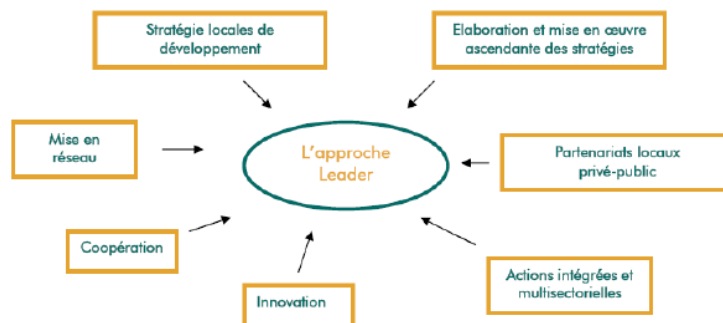 Stratégie locales de
développement
Elaboration et mise en œuvre
ascendante des stratégies
Mise en
réseau
L'approche
Leader
Partenariats locaux
privé-public
Coopération
Innovation
Actions intégrées et
multisectorielles